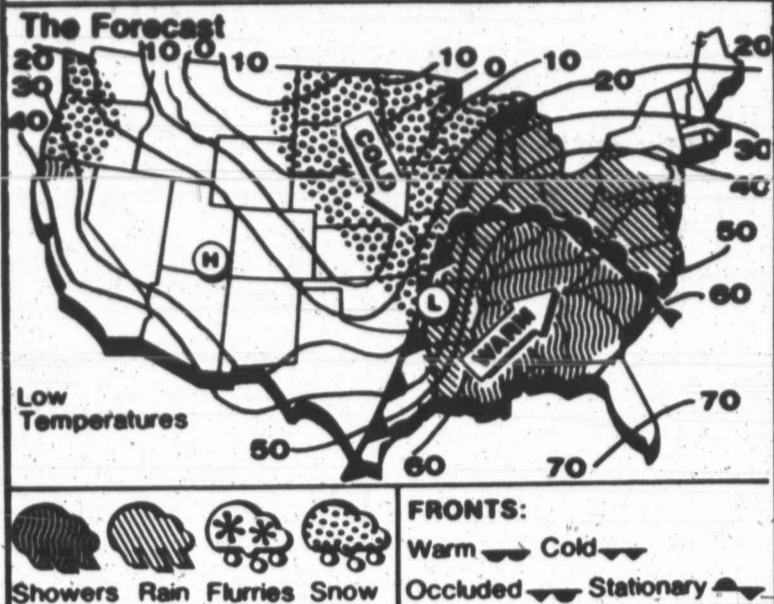 The Forecast
20 10 0 10 10 0 10 20 20
30
40
30
40
50
60
COLD
H
L
WARM
Low
Temperatures
50 60 70 70
FRONTS:
Warm Cold
Showers Rain Flurries Snow
Occluded Stationary